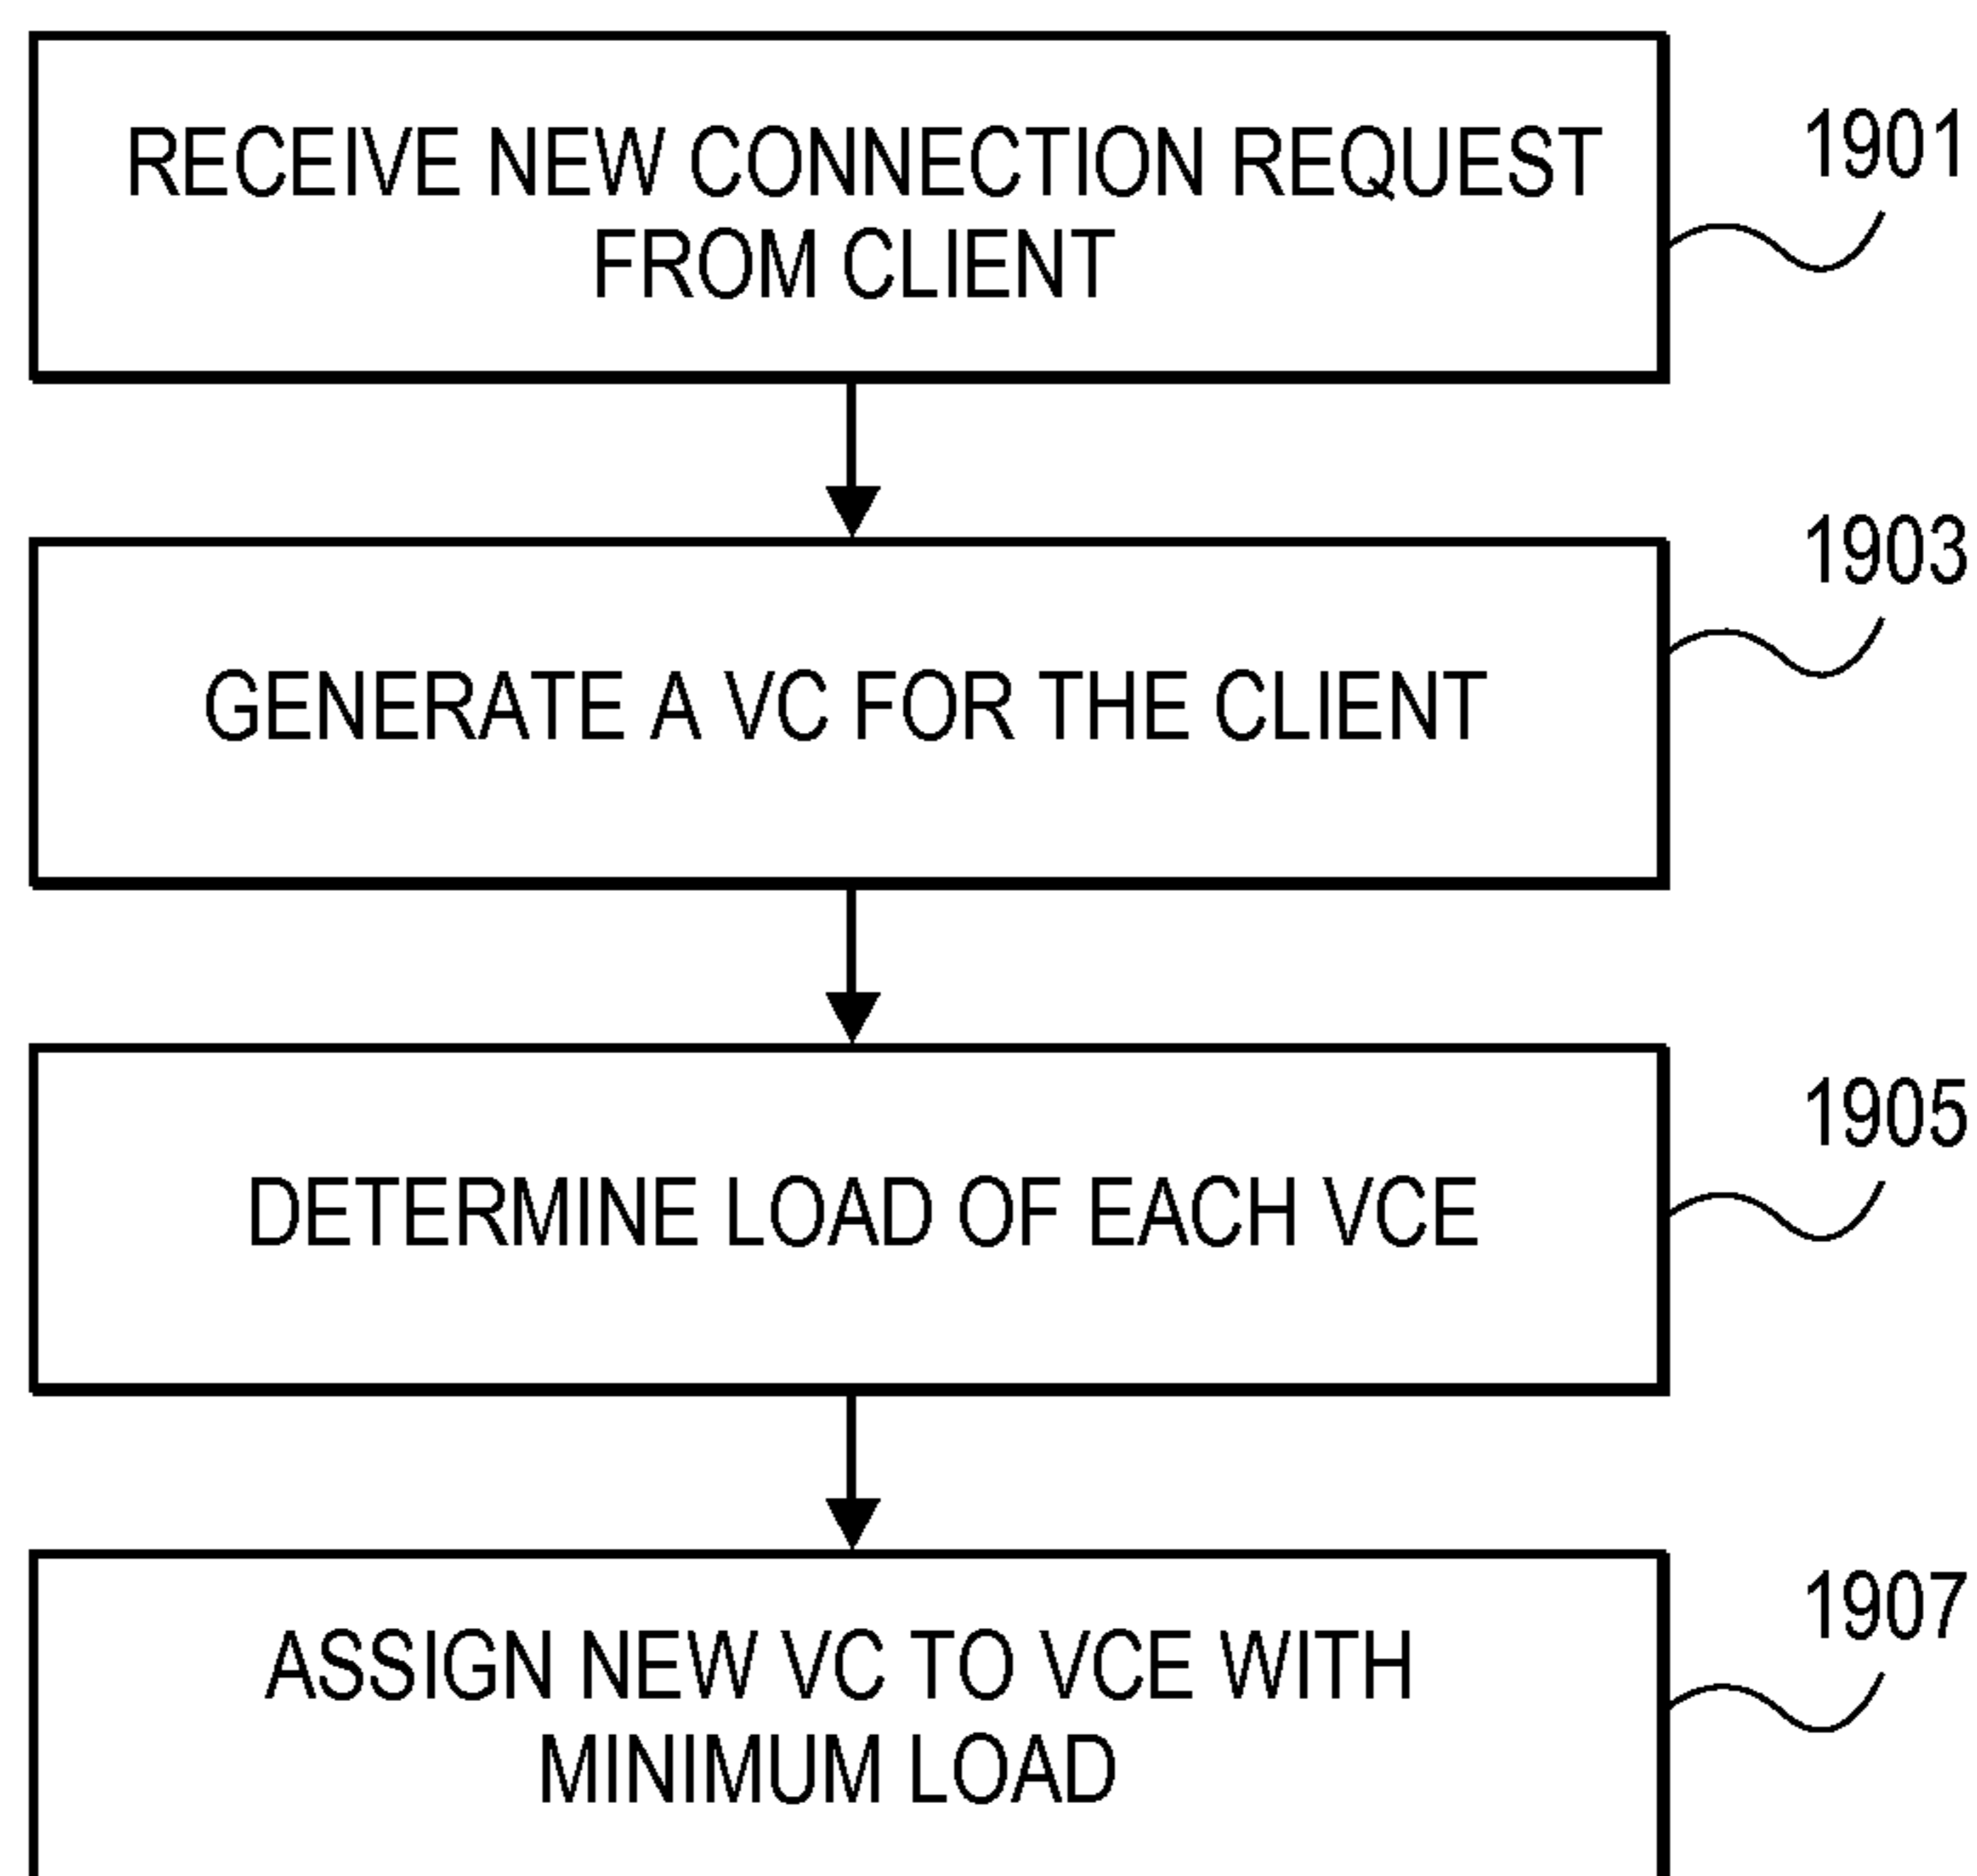 RECEIVE NEW CONNECTION REQUEST
FROM CLIENT
1901
GENERATE A VC FOR THE CLIENT
1903
DETERMINE LOAD OF EACH VCE
1905
ASSIGN NEW VC TO VCE WITH
MINIMUM LOAD
1907